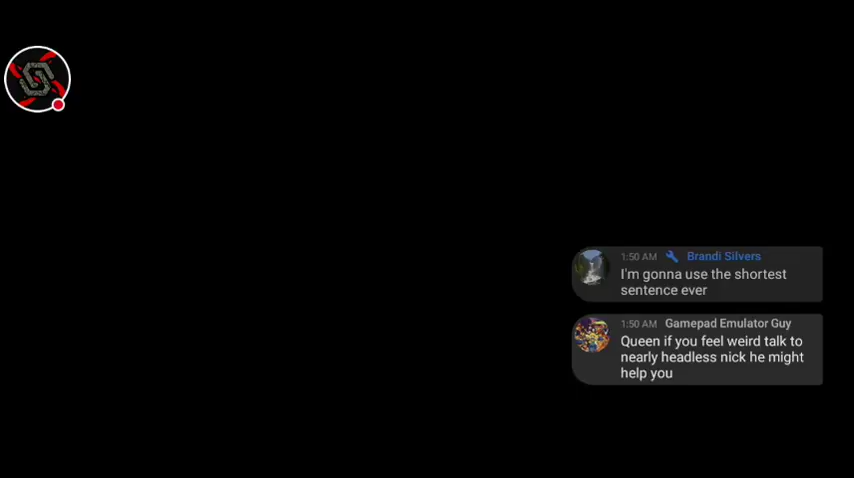 1:50 AM Brandi Silvers
I'm gonna use the shortest
sentence ever
1:50 AM Gamepad Emulator Guy
Queen if you feel weird talk to
nearly headless nick he might
help you